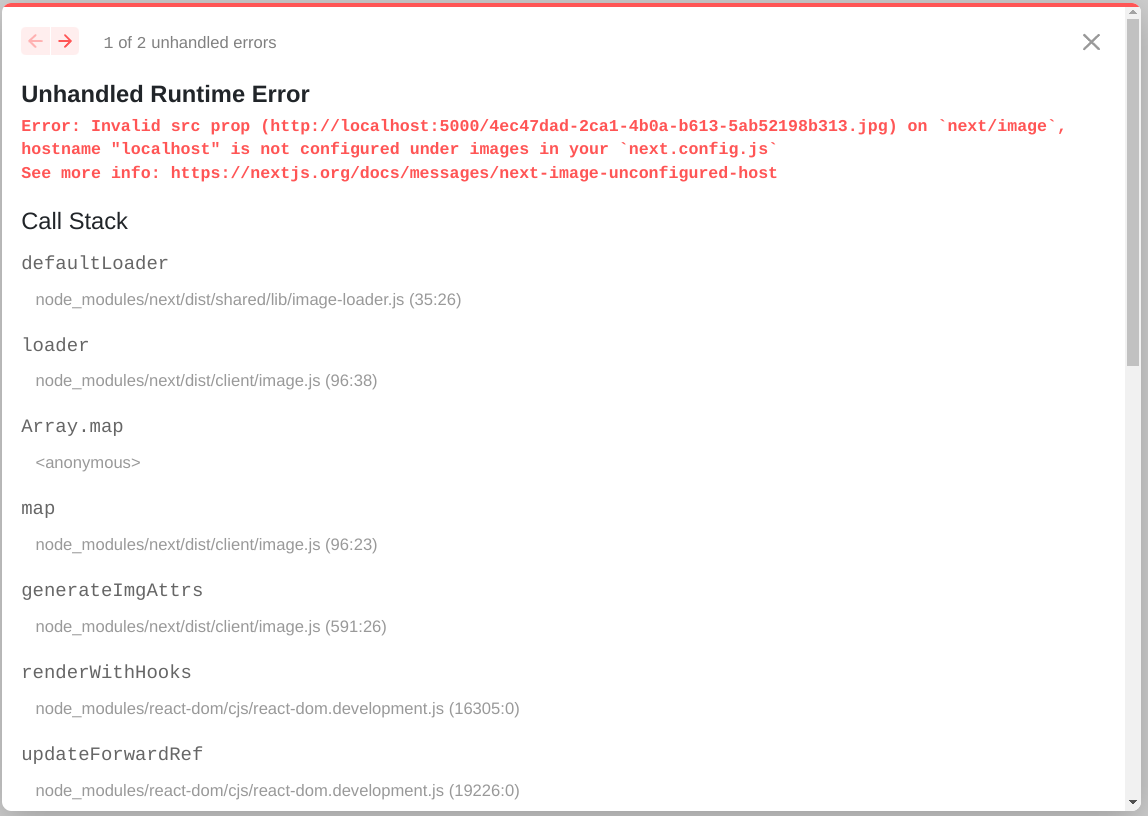 1 of 2 unhandled errors
Unhandled Runtime Error
Error: Invalid src prop (http://localhost:5000/4ec47dad-2ca1-4b0a-b613-5ab52198b313.jpg) on `next/image`,
hostname "localhost" is not configured under images in your `next.config.js`
See more info: https://nextjs.org/docs/messages/next-image-unconfigured-host
Call Stack
defaultLoader
node_modules/next/dist/shared/lib/image-loader.js (35:26)
loader
node_modules/next/dist/client/image.js (96:38)
Array.map
<anonymous>
map
node_modules/next/dist/client/image.js (96:23)
generateImgAttrs
node_modules/next/dist/client/image.js (591:26)
renderWithHooks
node_modules/react-dom/cjs/react-dom.development.js (16305:0)
updateForwardRef
node_modules/react-dom/cjs/react-dom.development.js (19226:0)